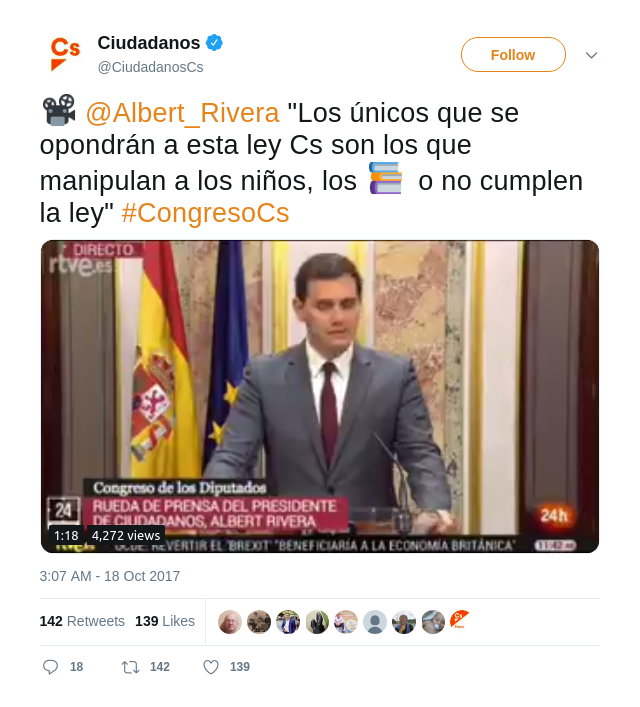 Cs
Ciudadanos
@CiudadanosCs
Follow
@Albert_Rivera "Los únicos que se
opondrán a esta ley Cs son los que
manipulan a los niños, los o no cumplen
la ley" #CongresoCs
DIRECTO
rtve.es
Congreso de los Diputados
24
RUEDA DE PRENSA DEL PRESIDENTE
DE CIUDADANOS, ALBERT RIVERA
24h
1:18 4,272 views
OCDE: REVERTIR EL 'BREXIT' "BENEFICIARÍA A LA ECONOMÍA BRITÁNICA"
3:07 AM - 18 Oct 2017
142 Retweets 139 Likes
18 142 139